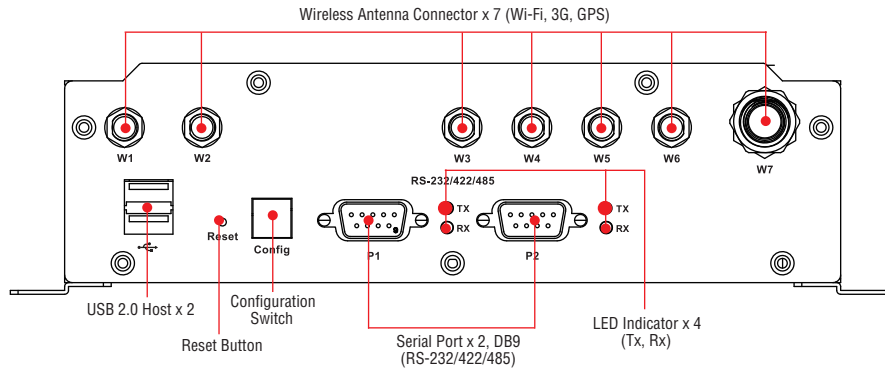 Wireless Antenna Connector x 7 (Wi-Fi, 3G, GPS)
W1
W2
W3
W4
W5
W6
W7
RS-232/422/485
TX
TX
RX
RX
Reset
Config
P1
P2
USB 2.0 Host x 2
Configuration
Switch
Reset Button
Serial Port x 2, DB9
(RS-232/422/485)
LED Indicator x 4
(Tx, Rx)